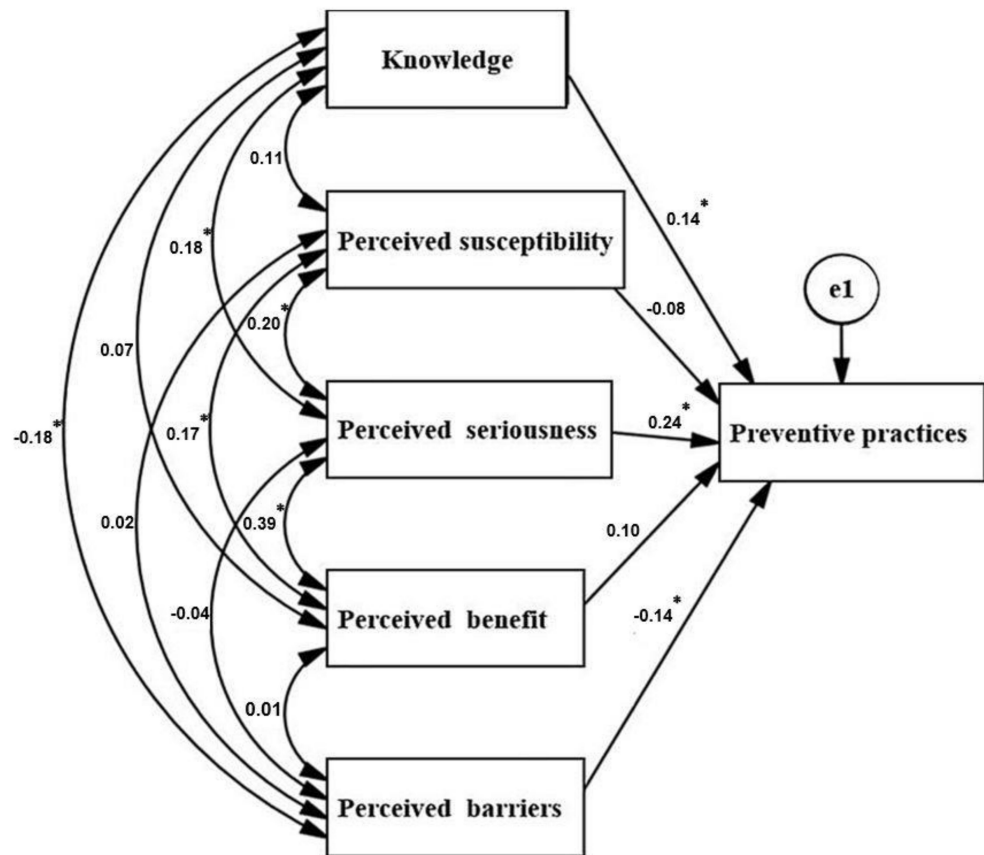 Knowledge
0.11
0.14*
Perceived susceptibility
0.18*
e1
-0.08
0.20*
0.07
Perceived seriousness
0.24*
Preventive practices
0.17*
-0.18*
0.02
0.39*
0.10
-0.04
Perceived benefit
-0.14*
0.01
Perceived barriers